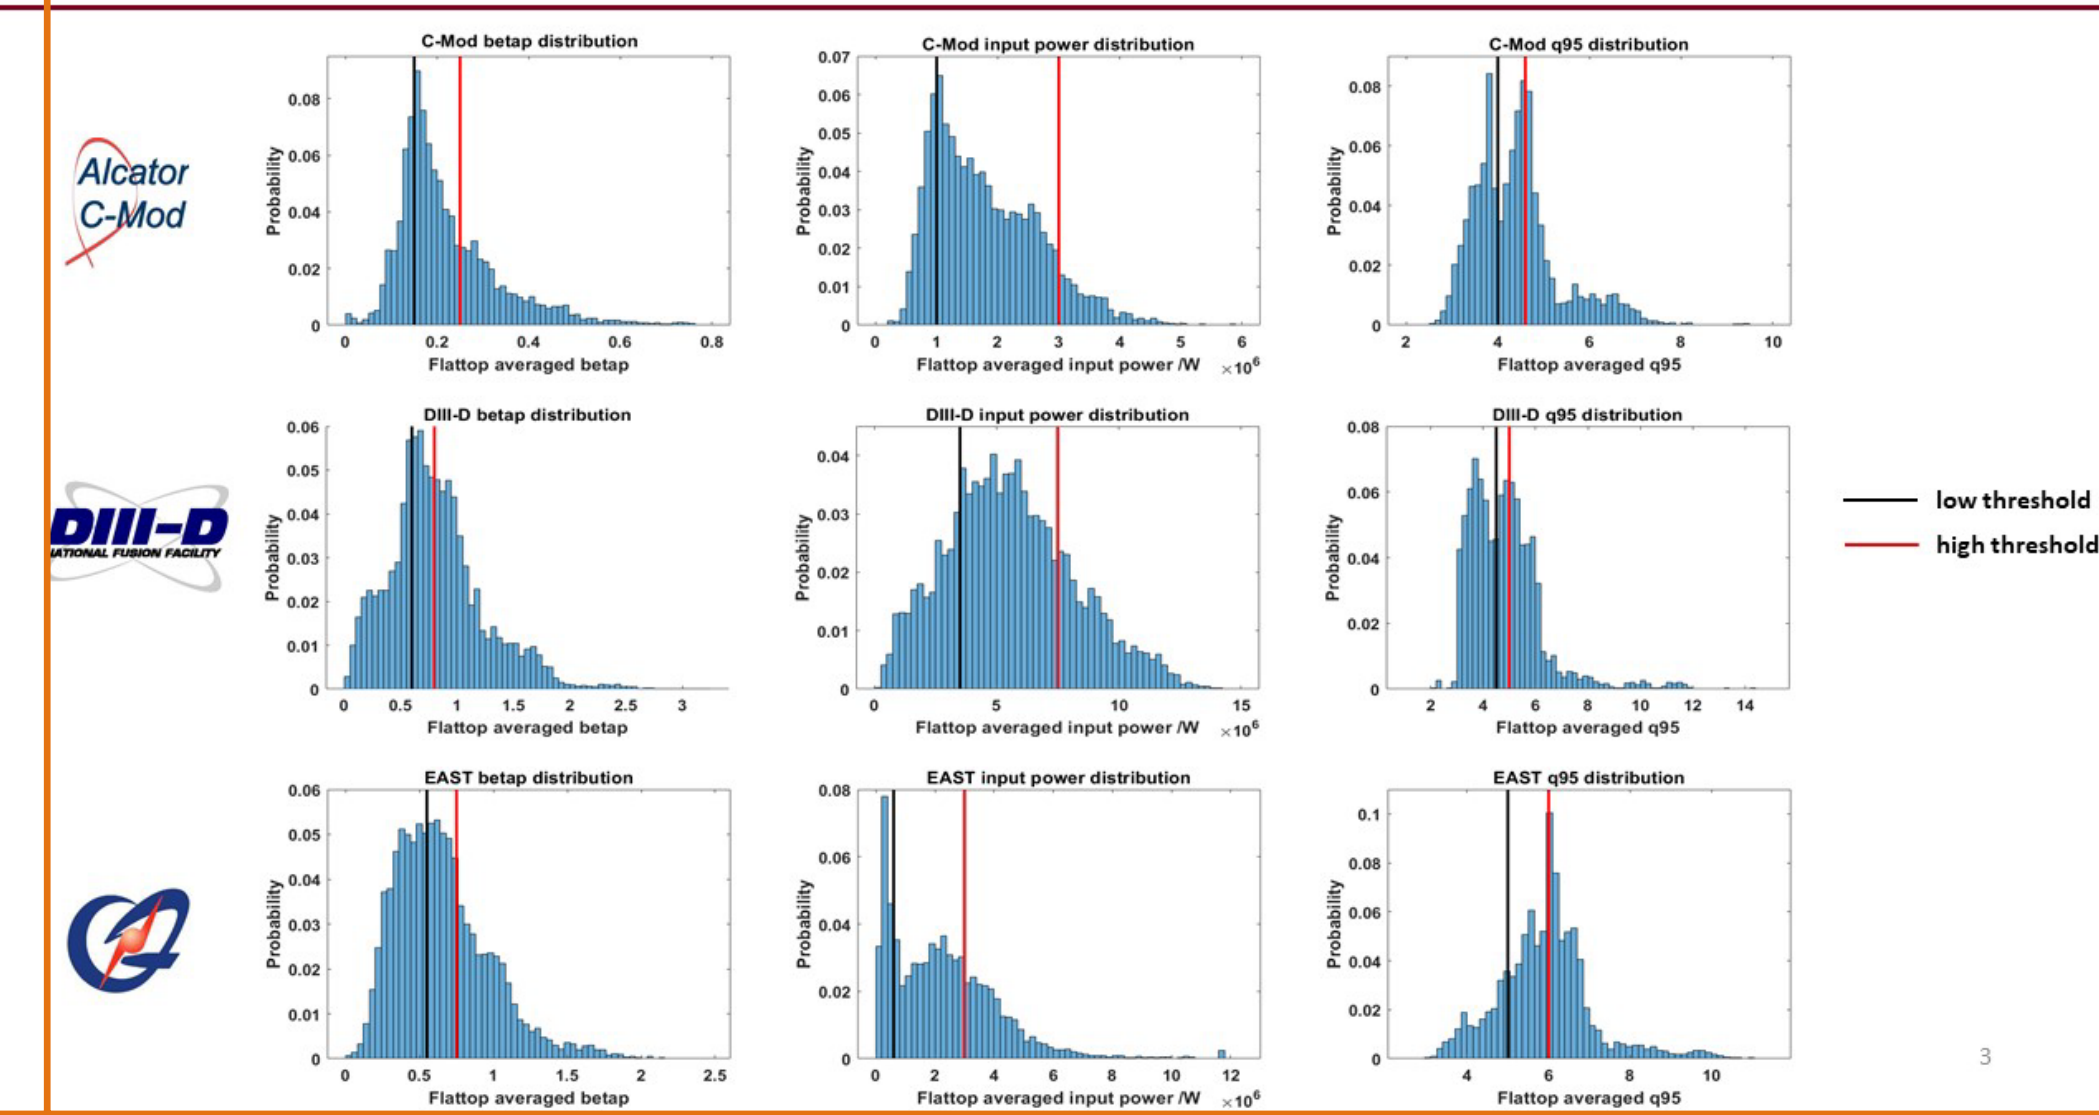 Alcator
C-Mod
C-Mod betap distribution
Probability
0.08
0.06
0.04
0.02
0
0 0.2 0.4 0.6 0.8
Flattop averaged betap
C-Mod input power distribution
Probability
0.07
0.06
0.05
0.04
0.03
0.02
0.01
0
0 1 2 3 4 5 6
Flattop averaged input power /W ×10⁶
C-Mod q95 distribution
Probability
0.08
0.06
0.04
0.02
0
2 4 6 8 10
Flattop averaged q95
DIII-D
NATIONAL FUSION FACILITY
DIII-D betap distribution
Probability
0.06
0.05
0.04
0.03
0.02
0.01
0
0 0.5 1 1.5 2 2.5 3
Flattop averaged betap
DIII-D input power distribution
Probability
0.04
0.03
0.02
0.01
0
0 5 10 15
Flattop averaged input power /W ×10⁶
DIII-D q95 distribution
Probability
0.08
0.06
0.04
0.02
0
2 4 6 8 10 12 14
Flattop averaged q95
low threshold
high threshold
EAST betap distribution
Probability
0.06
0.05
0.04
0.03
0.02
0.01
0
0 0.5 1 1.5 2 2.5
Flattop averaged betap
EAST input power distribution
Probability
0.08
0.06
0.04
0.02
0
0 2 4 6 8 10 12
Flattop averaged input power /W ×10⁶
EAST q95 distribution
Probability
0.1
0.08
0.06
0.04
0.02
0
4 6 8 10
Flattop averaged q95
3